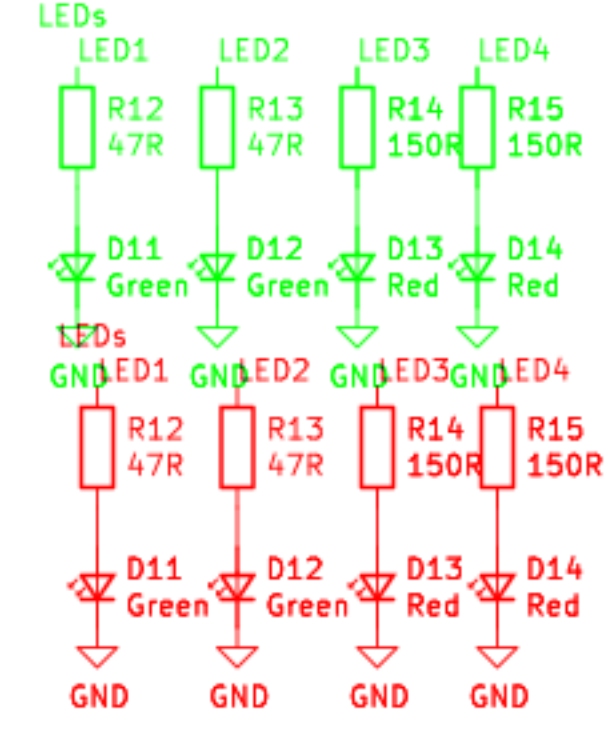 LEDs
LED1 LED2 LED3 LED4
R12 R13 R14 R15
47R 47R 150R 150R
D11 D12 D13 D14
Green Green Red Red
LEDs
GND GND GND GND
LED1 LED2 LED3 LED4
R12 R13 R14 R15
47R 47R 150R 150R
D11 D12 D13 D14
Green Green Red Red
GND GND GND GND